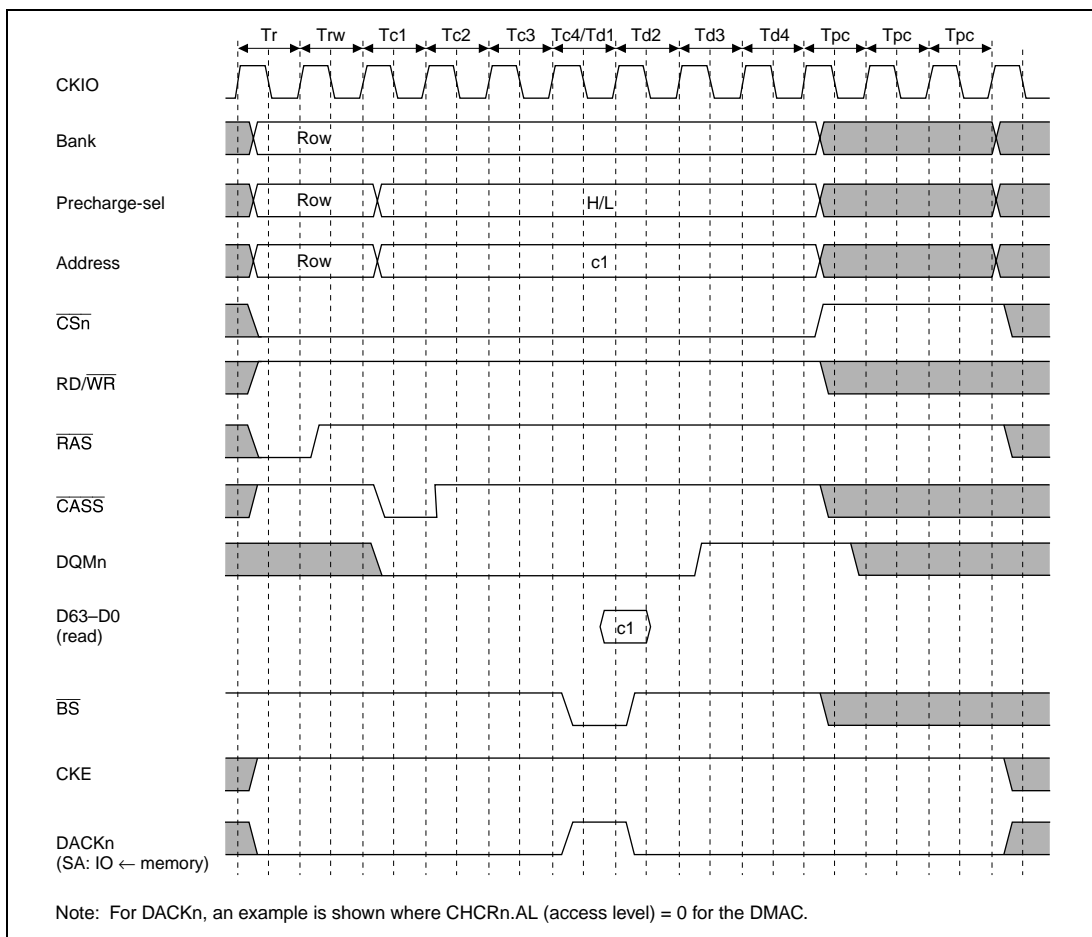 Tr Trw Tc1 Tc2 Tc3 Tc4/Td1 Td2 Td3 Td4 Tpc Tpc Tpc
CKIO
Bank Row
Precharge-sel Row H/L
Address Row c1
CSn
RD/WR
RAS
CASS
DQMn
D63–D0
(read) c1
BS
CKE
DACKn
(SA: IO ← memory)
Note: For DACKn, an example is shown where CHCRn.AL (access level) = 0 for the DMAC.